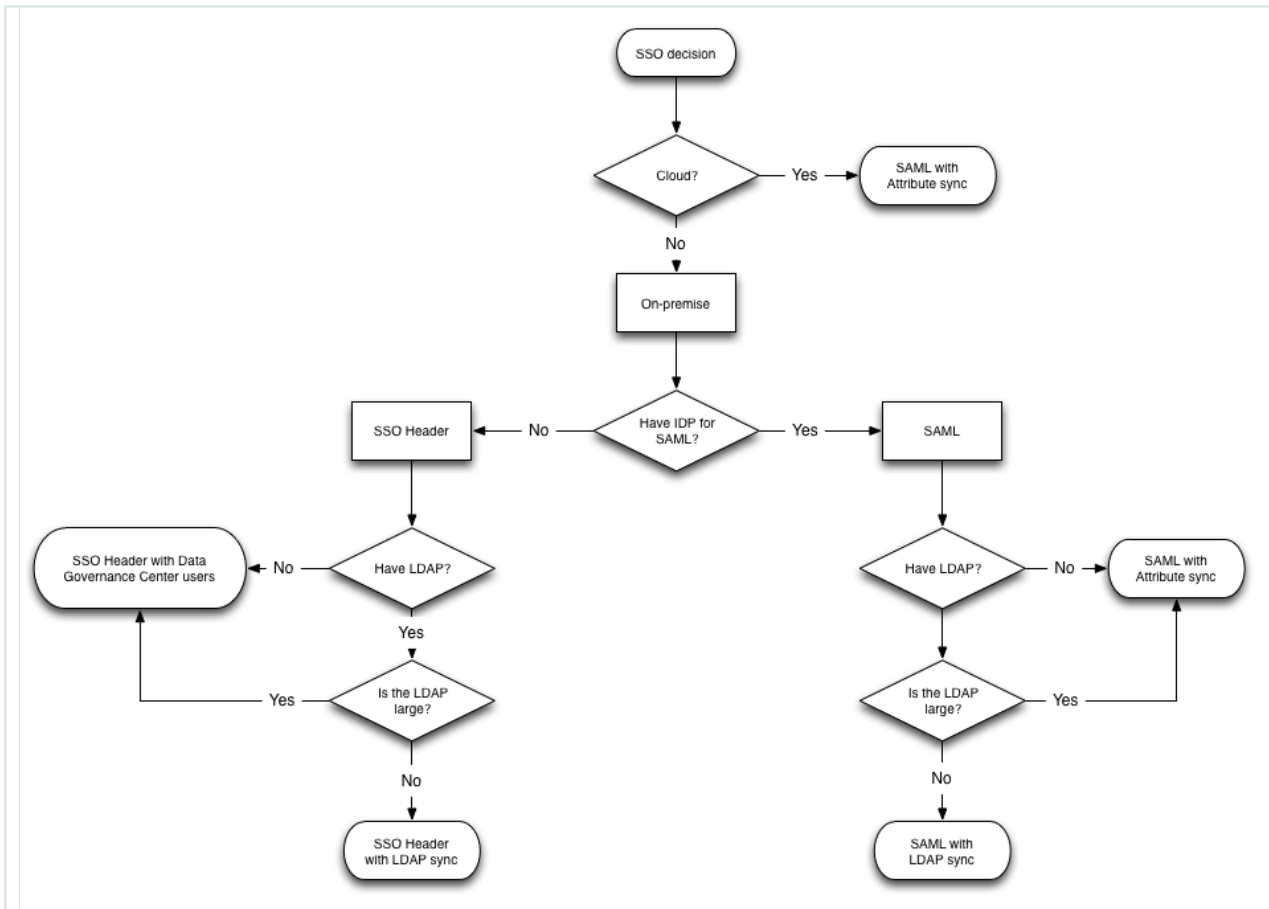 SSO decision
Cloud?
Yes
SAML with
Attribute sync
No
On-premise
SSO Header
No
Have IDP for
SAML?
Yes
SAML
SSO Header with Data
Governance Center users
No
Have LDAP?
Have LDAP?
No
SAML with
Attribute sync
Yes
Yes
Is the LDAP
large?
Is the LDAP
large?
Yes
No
No
SSO Header
with LDAP sync
SAML with
LDAP sync